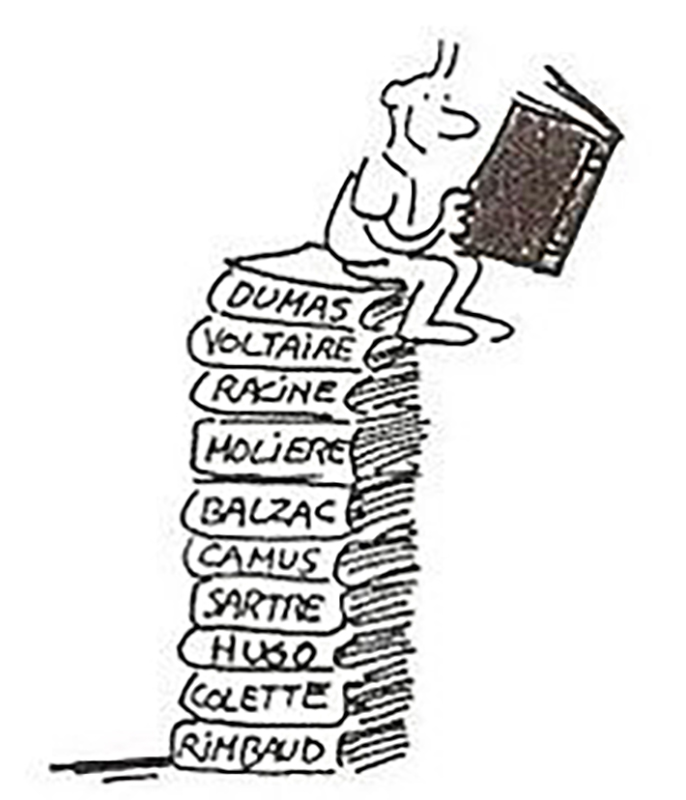 DUMAS
VOLTAiRE
RACiNE
MOLiERE
BALZAC
CAMUS
SARTRE
HUGO
COLETTE
RiMBAUD